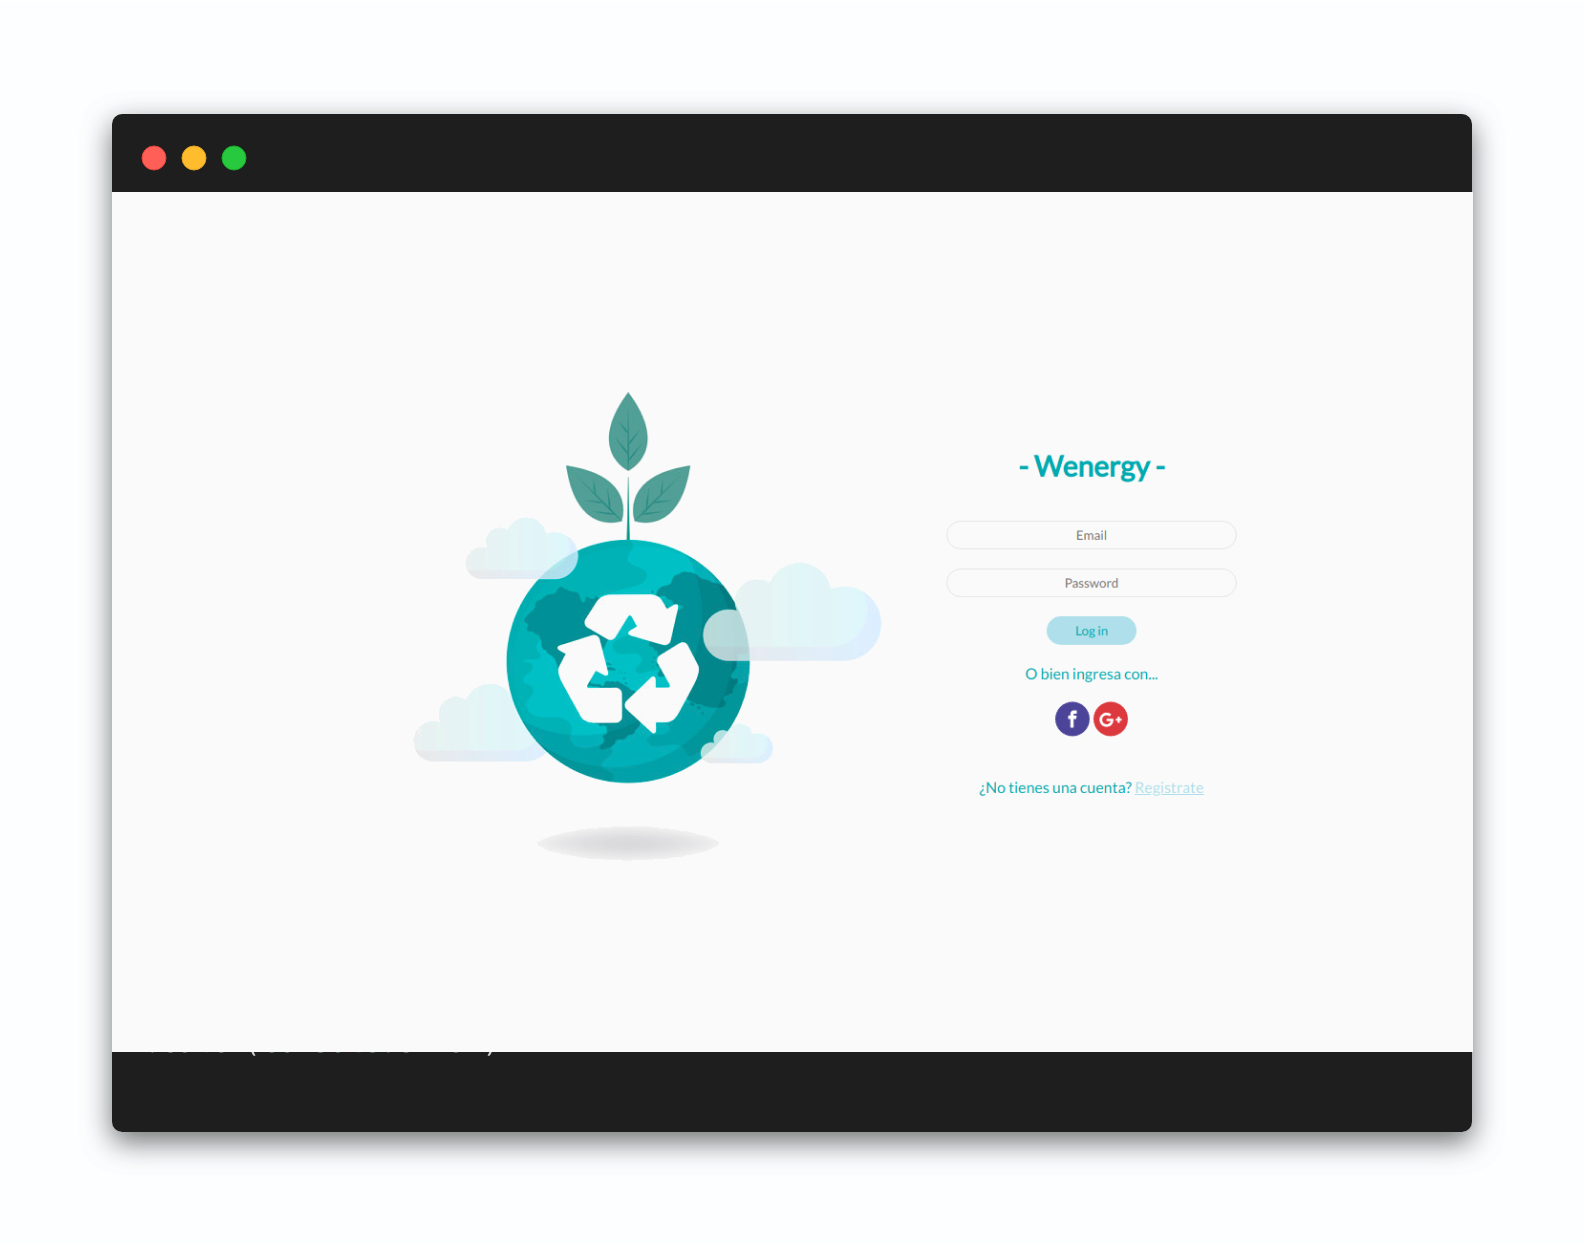 - Wenergy -
Email
Password
Log in
O bien ingresa con...
f G+
¿No tienes una cuenta? Registrate